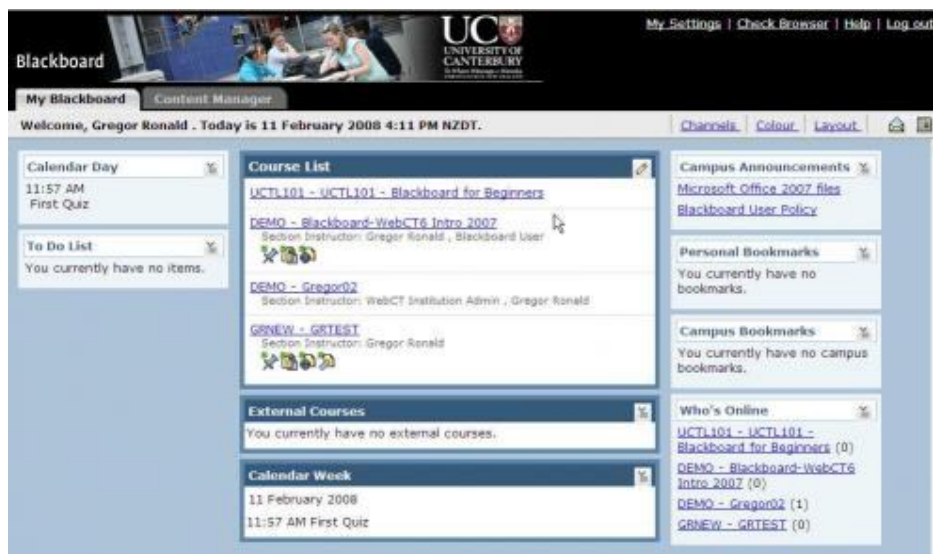 My Settings | Check Browser | Help | Log out
UC
UNIVERSITY OF
CANTERBURY
Blackboard
My Blackboard
Content Manager
Welcome, Gregor Ronald . Today is 11 February 2008 4:11 PM NZDT.
Channels
Colour
Layout
Calendar Day
11:57 AM
First Quiz
To Do List
You currently have no items.
Course List
UCTL101 - UCTL101 - Blackboard for Beginners
DEMO - Blackboard-WebCT6 Intro 2007
Section Instructor: Gregor Ronald , Blackboard User
DEMO - Gregor02
Section Instructor: WebCT Institution Admin , Gregor Ronald
GRNEW - GRTEST
Section Instructor: Gregor Ronald
External Courses
You currently have no external courses.
Calendar Week
11 February 2008
11:57 AM First Quiz
Campus Announcements
Microsoft Office 2007 files
Blackboard User Policy
Personal Bookmarks
You currently have no
bookmarks.
Campus Bookmarks
You currently have no campus
bookmarks.
Who's Online
UCTL101 - UCTL101 -
Blackboard for Beginners (0)
DEMO - Blackboard-WebCT6
Intro 2007 (0)
DEMO - Gregor02 (1)
GRNEW - GRTEST (0)